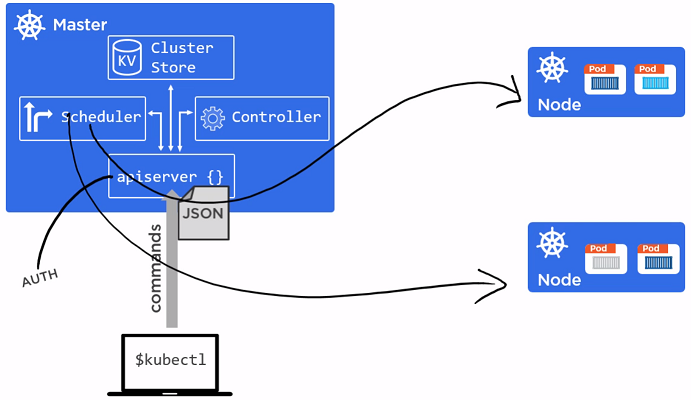 Master
KV
Cluster
Store
Scheduler
Controller
apiserver {}
JSON
commands
AUTH
$kubectl
Pod
Pod
Node
Pod
Pod
Node